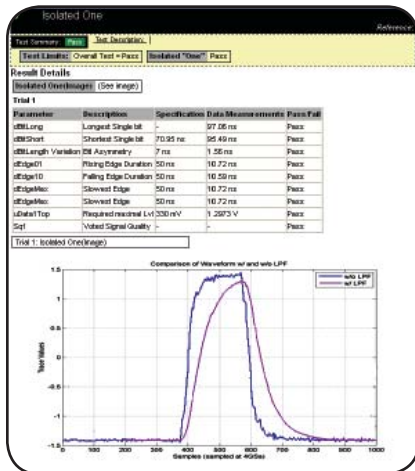 Isolated One
Reference
Test Summary: Pass Test Description:
Test Limits: Overall Test = Pass Isolated "One" Pass
Result Details
Isolated One(Image) (See image)
Trial 1
Parameter Description Specification Data Measurements Pass/Fail
dBitLong Longest Single bit - 97.06 ns Pass
dBitShort Shortest Single bit 70.95 ns 95.49 ns Pass
dBitLength Variation Bit Asymmetry 7 ns 1.56 ns Pass
dEdge01 Rising Edge Duration 50 ns 10.72 ns Pass
dEdge10 Falling Edge Duration 50 ns 10.59 ns Pass
dEdgeMax Slowest Edge 50 ns 10.72 ns Pass
dEdgeMax Slowest Edge 50 ns 10.72 ns Pass
uData1Top Required maximal Lvl 330 mV 1.2973 V Pass
Sq1 Voted Signal Quality - - Pass
Trial 1: Isolated One(Image)
Comparison of Waveform w/ and w/o LPF
w/o LPF
w/ LPF
1.5
1
0.5
0
-0.5
-1
-1.5
0 100 200 300 400 500 600 700 800 900 1000
Samples (sampled at 4GS/s)